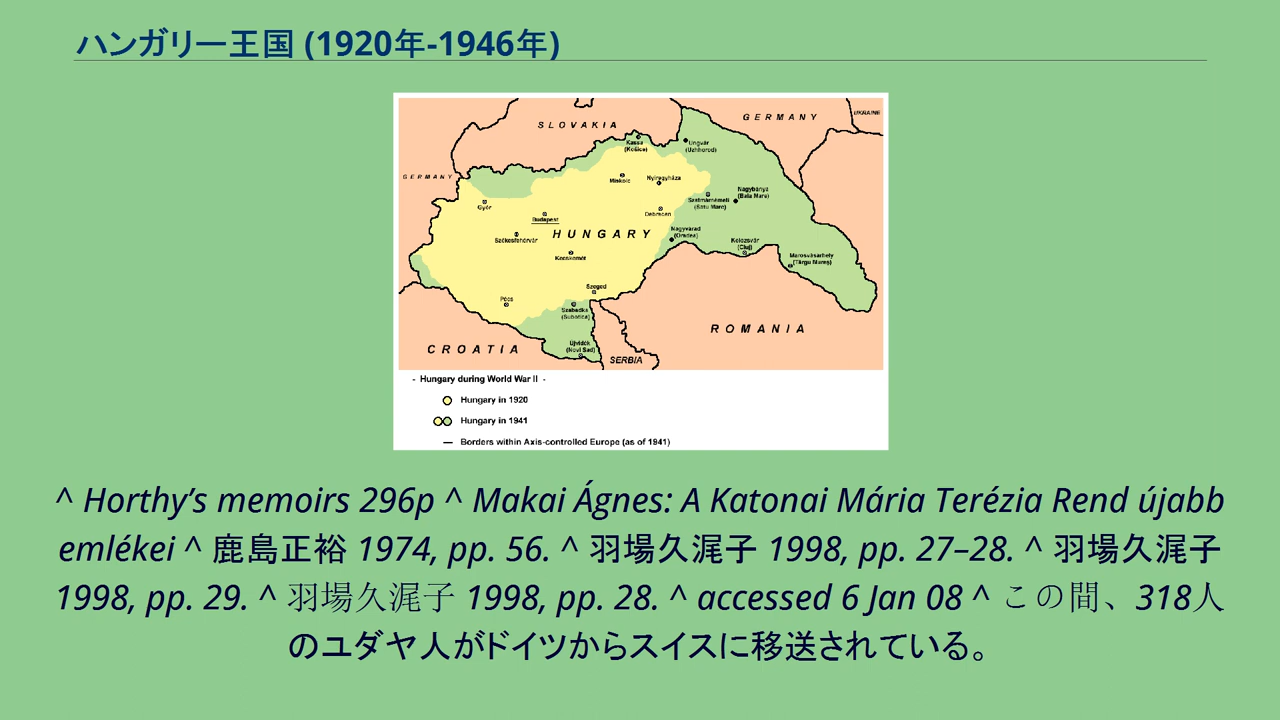 ハンガリー王国 (1920年-1946年)
SLOVAKIA
GERMANY
UKRAINE
Kassa
(Košice)
Ungvár
(Uzhhorod)
GERMANY
Miskolc
Nyíregyháza
Nagybánya
(Baia Mare)
Szatmárnémeti
(Satu Mare)
Győr
Budapest
Debrecen
HUNGARY
Nagyvárad
(Oradea)
Székesfehérvár
Kolozsvár
(Cluj)
Kecskemét
Marosvásárhely
(Târgu Mureș)
Szeged
Pécs
Szabadka
(Subotica)
ROMANIA
CROATIA
Újvidék
(Novi Sad)
SERBIA
- Hungary during World War II -
Hungary in 1920
Hungary in 1941
Borders within Axis-controlled Europe (as of 1941)
^ Horthy’s memoirs 296p ^ Makai Ágnes: A Katonai Mária Terézia Rend újabb
emlékei ^ 鹿島正裕 1974, pp. 56. ^ 羽場久浘子 1998, pp. 27–28. ^ 羽場久浘子
1998, pp. 29. ^ 羽場久浘子 1998, pp. 28. ^ accessed 6 Jan 08 ^ この間、318人
のユダヤ人がドイツからスイスに移送されている。